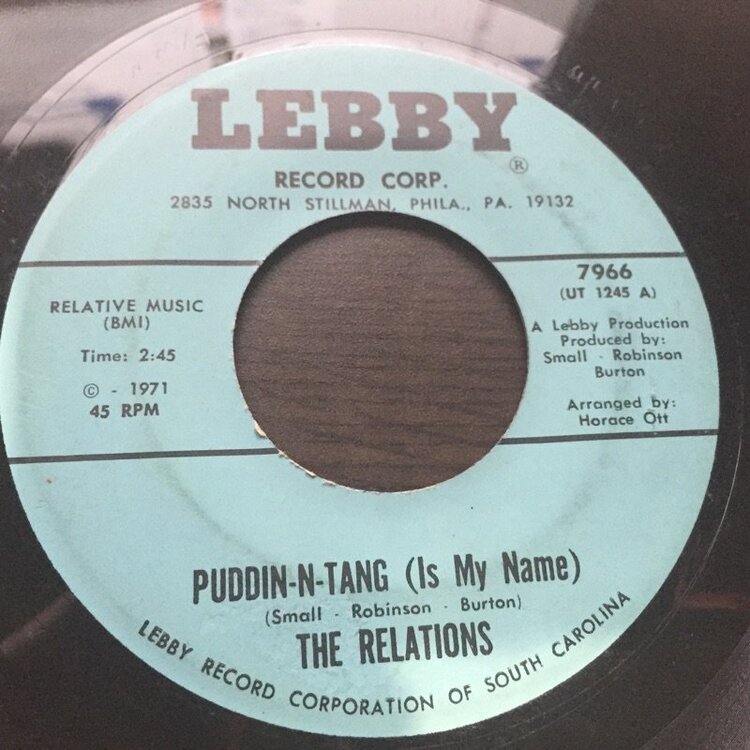 LEBBY
®
RECORD CORP.
2835 NORTH STILLMAN, PHILA., PA. 19132
RELATIVE MUSIC
(BMI)
Time: 2:45
© - 1971
45 RPM
7966
(UT 1245 A)
A Lebby Production
Produced by:
Small - Robinson
Burton
Arranged by:
Horace Ott
PUDDIN-N-TANG (Is My Name)
(Small - Robinson - Burton)
THE RELATIONS
LEBBY RECORD CORPORATION OF SOUTH CAROLINA